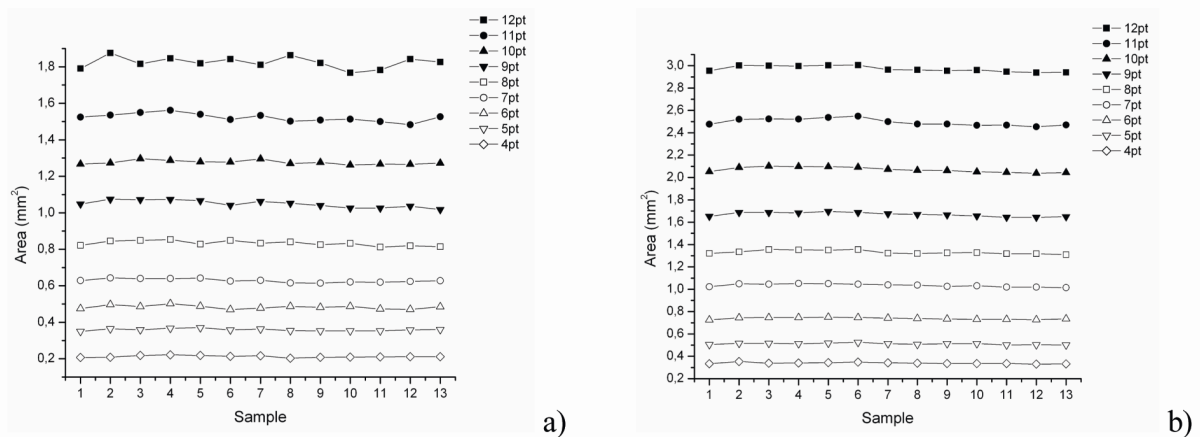 12pt
11pt
10pt
9pt
8pt
7pt
6pt
5pt
4pt
1,8
1,6
1,4
1,2
1,0
0,8
0,6
0,4
0,2
Area (mm²)
1 2 3 4 5 6 7 8 9 10 11 12 13
Sample
a)
12pt
11pt
10pt
9pt
8pt
7pt
6pt
5pt
4pt
3,0
2,8
2,6
2,4
2,2
2,0
1,8
1,6
1,4
1,2
1,0
0,8
0,6
0,4
0,2
Area (mm²)
1 2 3 4 5 6 7 8 9 10 11 12 13
Sample
b)